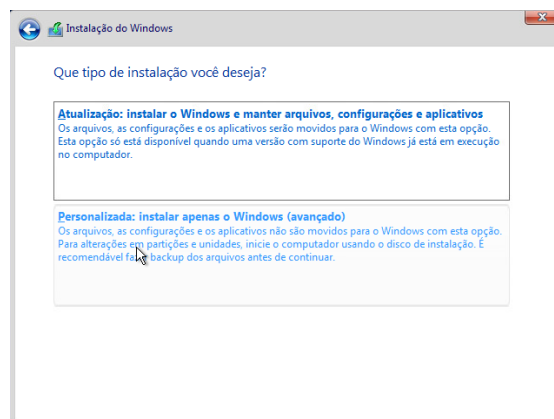 Instalação do Windows
Que tipo de instalação você deseja?
Atualização: instalar o Windows e manter arquivos, configurações e aplicativos
Os arquivos, as configurações e os aplicativos serão movidos para o Windows com esta opção.
Esta opção só está disponível quando uma versão com suporte do Windows já está em execução
no computador.
Personalizada: instalar apenas o Windows (avançado)
Os arquivos, as configurações e os aplicativos não são movidos para o Windows com esta opção.
Para alterações em partições e unidades, inicie o computador usando o disco de instalação. É
recomendável fazer backup dos arquivos antes de continuar.